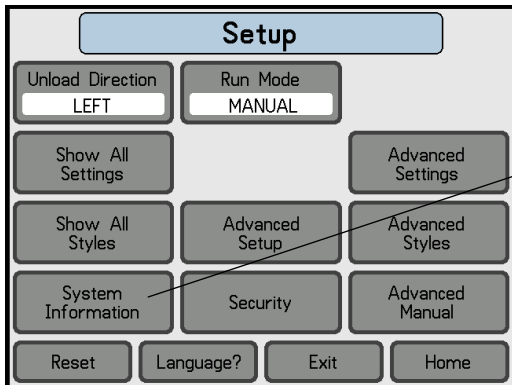 Setup
Unload Direction
LEFT
Run Mode
MANUAL
Show All
Settings
Advanced
Settings
Show All
Styles
Advanced
Setup
Advanced
Styles
System
Information
Security
Advanced
Manual
Reset
Language?
Exit
Home